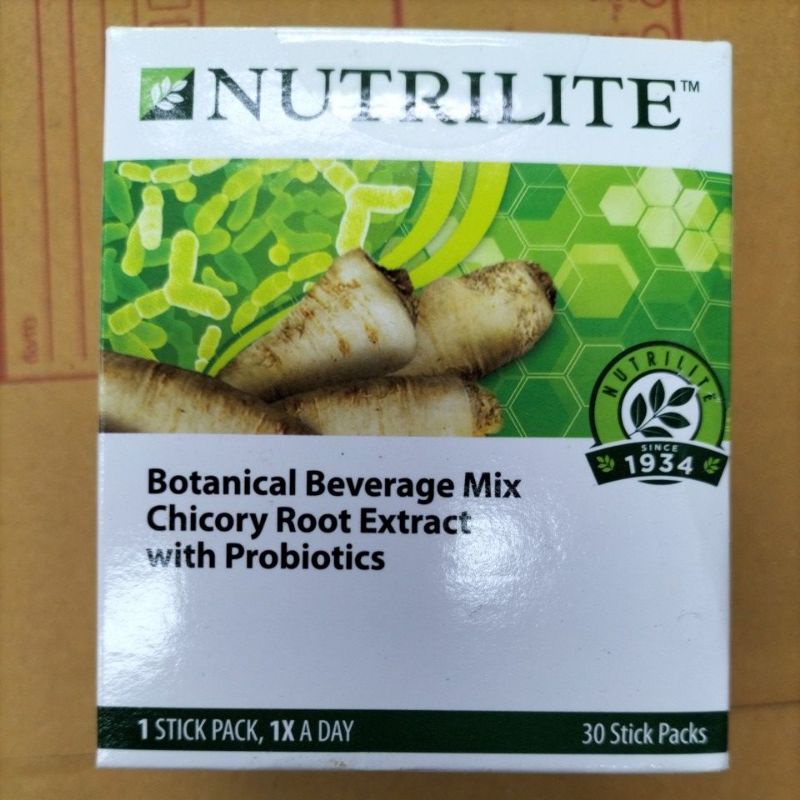 NUTRILITE™
NUTRILITE
SINCE
1934
Botanical Beverage Mix
Chicory Root Extract
with Probiotics
1 STICK PACK, 1X A DAY
30 Stick Packs